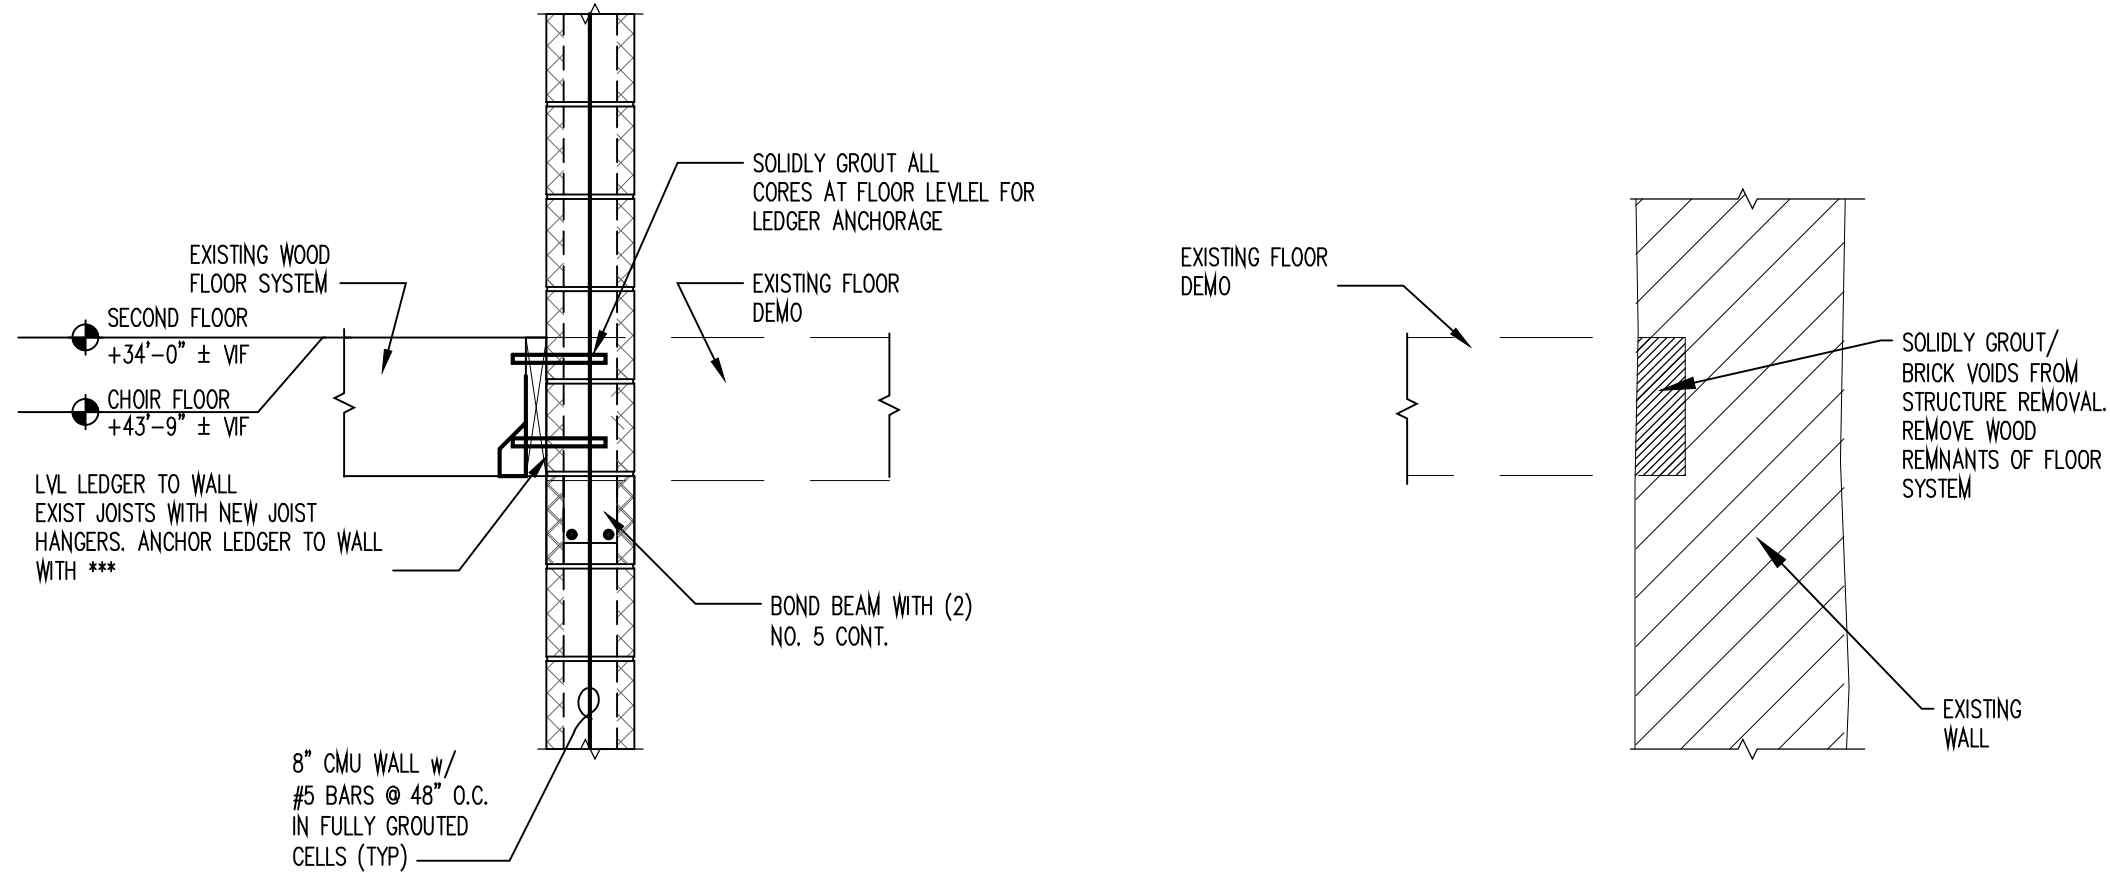 SOLIDLY GROUT ALL
CORES AT FLOOR LEVLEL FOR
LEDGER ANCHORAGE
EXISTING WOOD
FLOOR SYSTEM
EXISTING FLOOR
DEMO
SECOND FLOOR
+34'-0" ± VIF
CHOIR FLOOR
+43'-9" ± VIF
LVL LEDGER TO WALL
EXIST JOISTS WITH NEW JOIST
HANGERS. ANCHOR LEDGER TO WALL
WITH ***
BOND BEAM WITH (2)
NO. 5 CONT.
8" CMU WALL w/
#5 BARS @ 48" O.C.
IN FULLY GROUTED
CELLS (TYP)
EXISTING FLOOR
DEMO
SOLIDLY GROUT/
BRICK VOIDS FROM
STRUCTURE REMOVAL.
REMOVE WOOD
REMNANTS OF FLOOR
SYSTEM
EXISTING
WALL